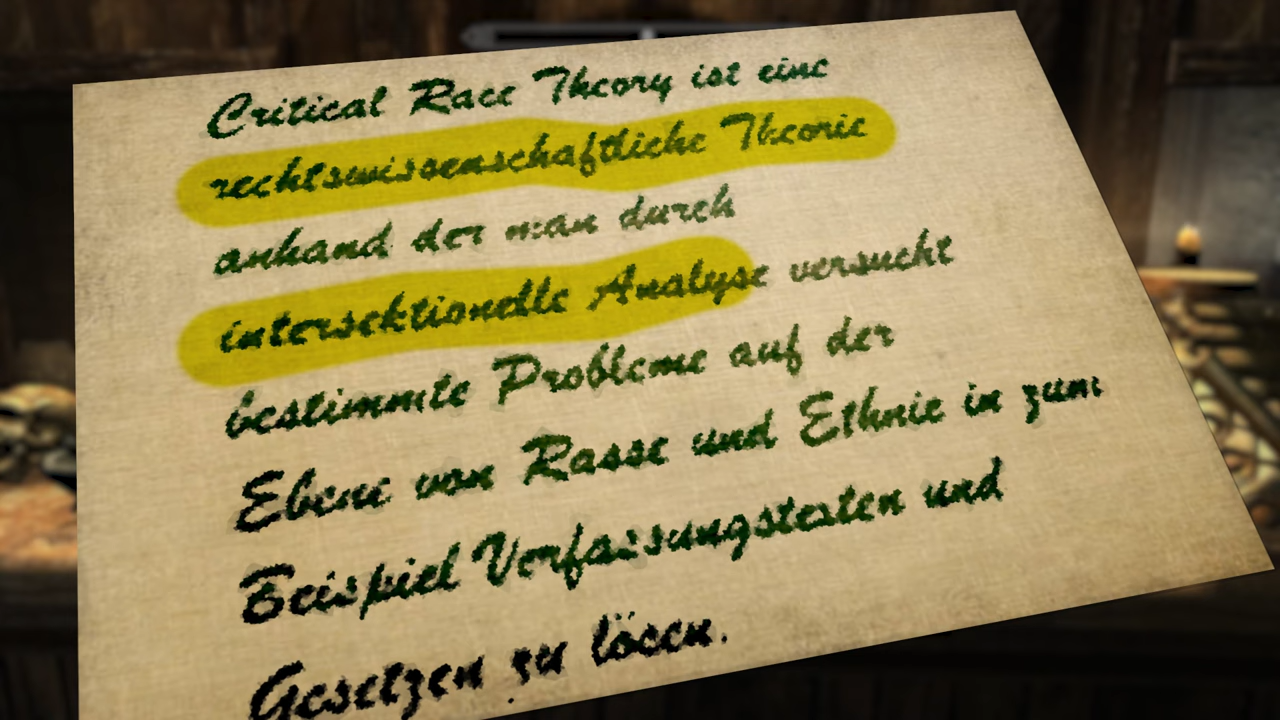 Critical Race Theory ist eine
rechtswissenschaftliche Theorie
anhand der man durch
intersektionelle Analyse versucht
bestimmte Probleme auf der
Ebene von Rasse und Ethnie in zum
Beispiel Verfassungstexten und
Gesetzen zu lösen.